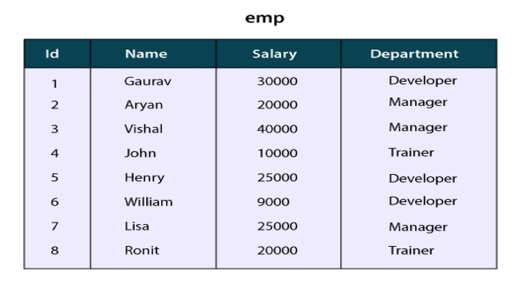 emp
Id Name Salary Department
1 Gaurav 30000 Developer
2 Aryan 20000 Manager
3 Vishal 40000 Manager
4 John 10000 Trainer
5 Henry 25000 Developer
6 William 9000 Developer
7 Lisa 25000 Manager
8 Ronit 20000 Trainer